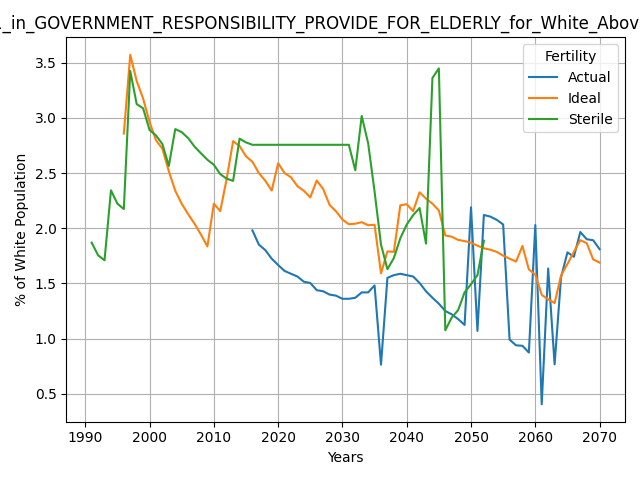 _in_GOVERNMENT_RESPONSIBILITY_PROVIDE_FOR_ELDERLY_for_White_Abov
Fertility
Actual
Ideal
Sterile
% of White Population
3.5
3.0
2.5
2.0
1.5
1.0
0.5
1990 2000 2010 2020 2030 2040 2050 2060 2070
Years